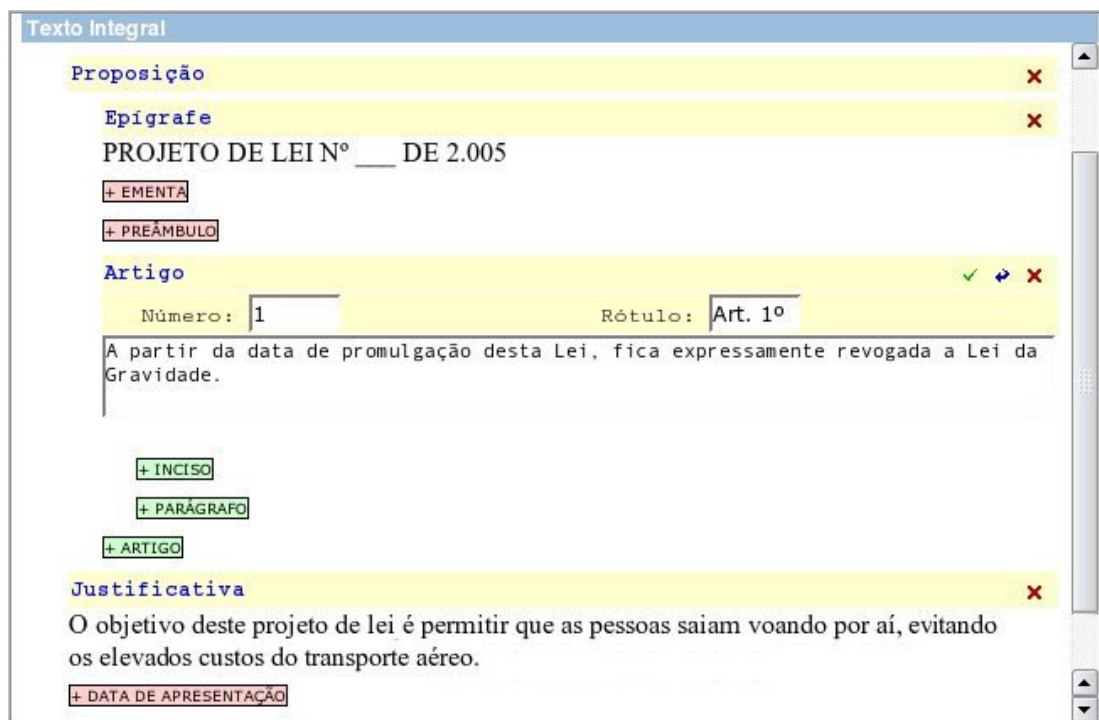 Texto Integral
Proposição
Epígrafe
PROJETO DE LEI Nº ___ DE 2.005
+ EMENTA
+ PREÂMBULO
Artigo
Número: 1 Rótulo: Art. 1º
A partir da data de promulgação desta Lei, fica expressamente revogada a Lei da
Gravidade.
+ INCISO
+ PARÁGRAFO
+ ARTIGO
Justificativa
O objetivo deste projeto de lei é permitir que as pessoas saiam voando por aí, evitando
os elevados custos do transporte aéreo.
+ DATA DE APRESENTAÇÃO